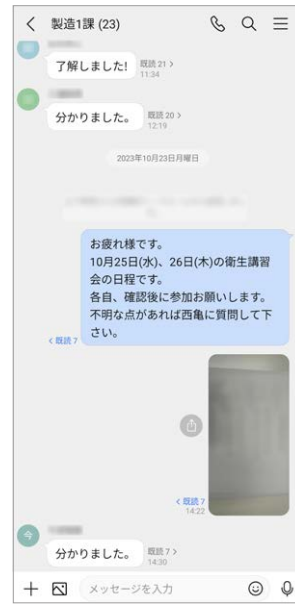 製造1課 (23)
了解しました!
既読 21 >
11:34
分かりました。
既読 20 >
12:19
2023年10月23日月曜日
お疲れ様です。
10月25日(水)、26日(木)の衛生講習
会の日程です。
各自、確認後に参加お願いします。
不明な点があれば西亀に質問して下
さい。
< 既読 7
< 既読 7
14:22
今
分かりました。
既読 7 >
14:30
メッセージを入力